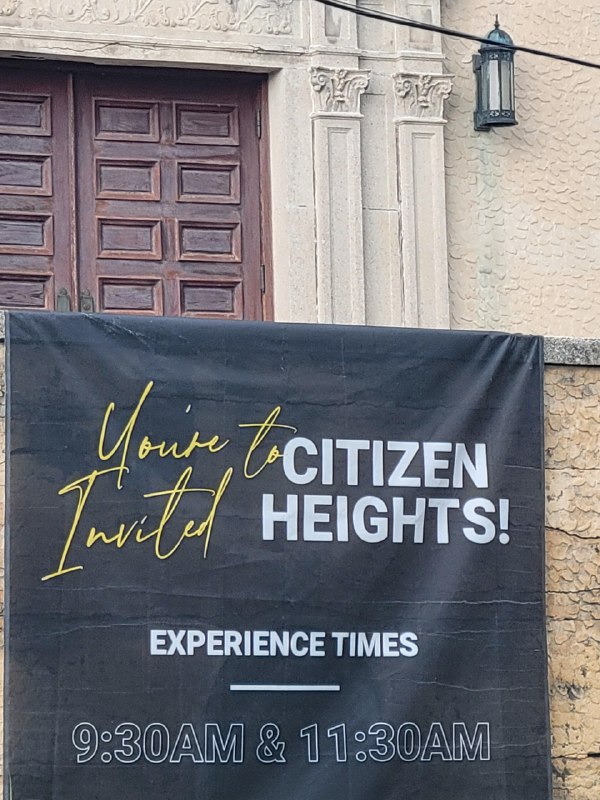 You're to CITIZEN
Invited HEIGHTS!
EXPERIENCE TIMES
9:30AM & 11:30AM